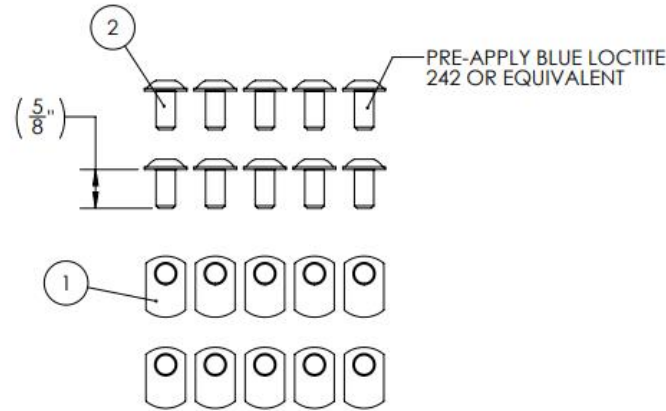 2
PRE-APPLY BLUE LOCTITE
242 OR EQUIVALENT
(5/8")
1